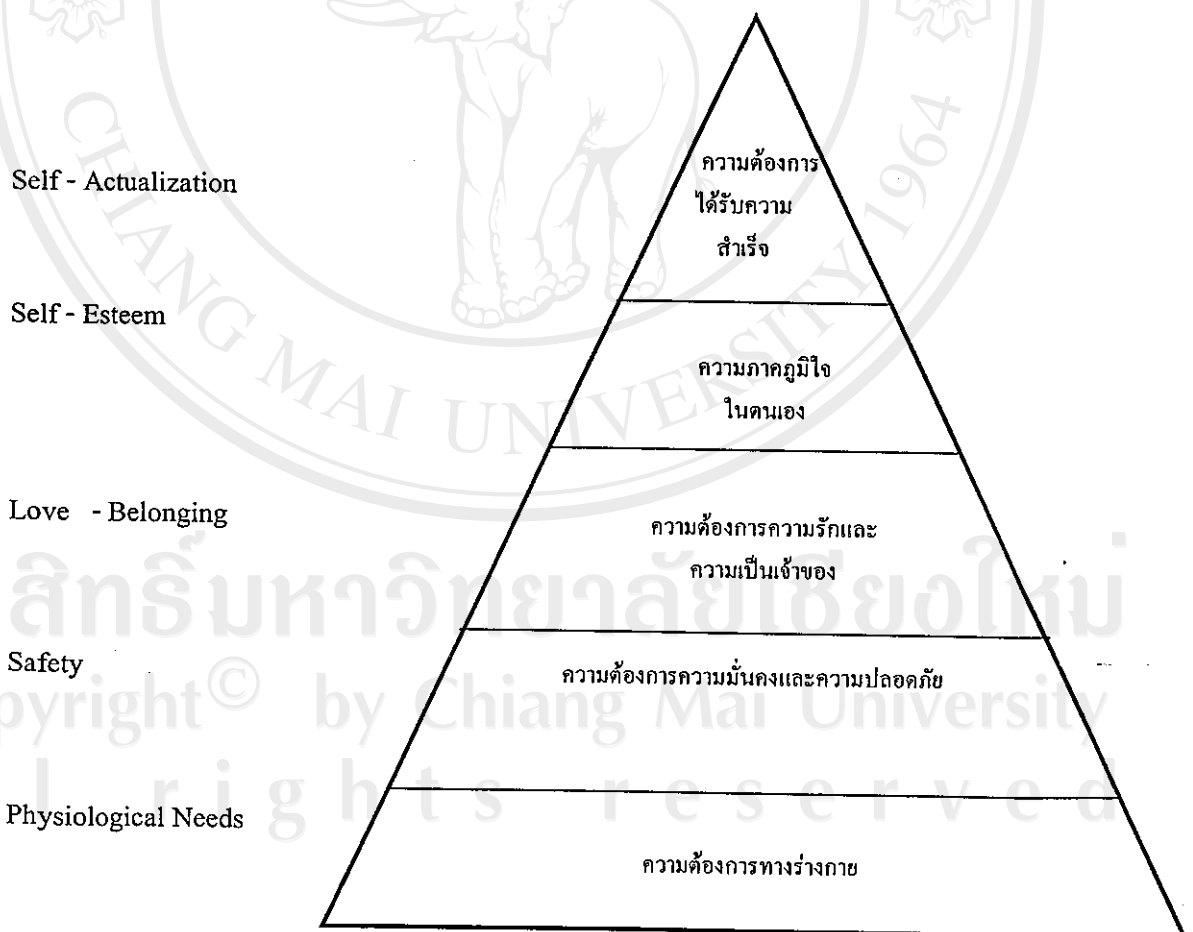 Self - Actualization
ความต้องการ
ได้รับความ
สำเร็จ
Self - Esteem
ความภาคภูมิใจ
ในตนเอง
Love - Belonging
ความต้องการความรักและ
ความเป็นเจ้าของ
Safety
ความต้องการความมั่นคงและความปลอดภัย
Physiological Needs
ความต้องการทางร่างกาย
CHIANG MAI UNIVERSITY 1964
สิทธิ์มหาวิทยาลัยเชียงใหม่
pyright© by Chiang Mai University
l rights reserved